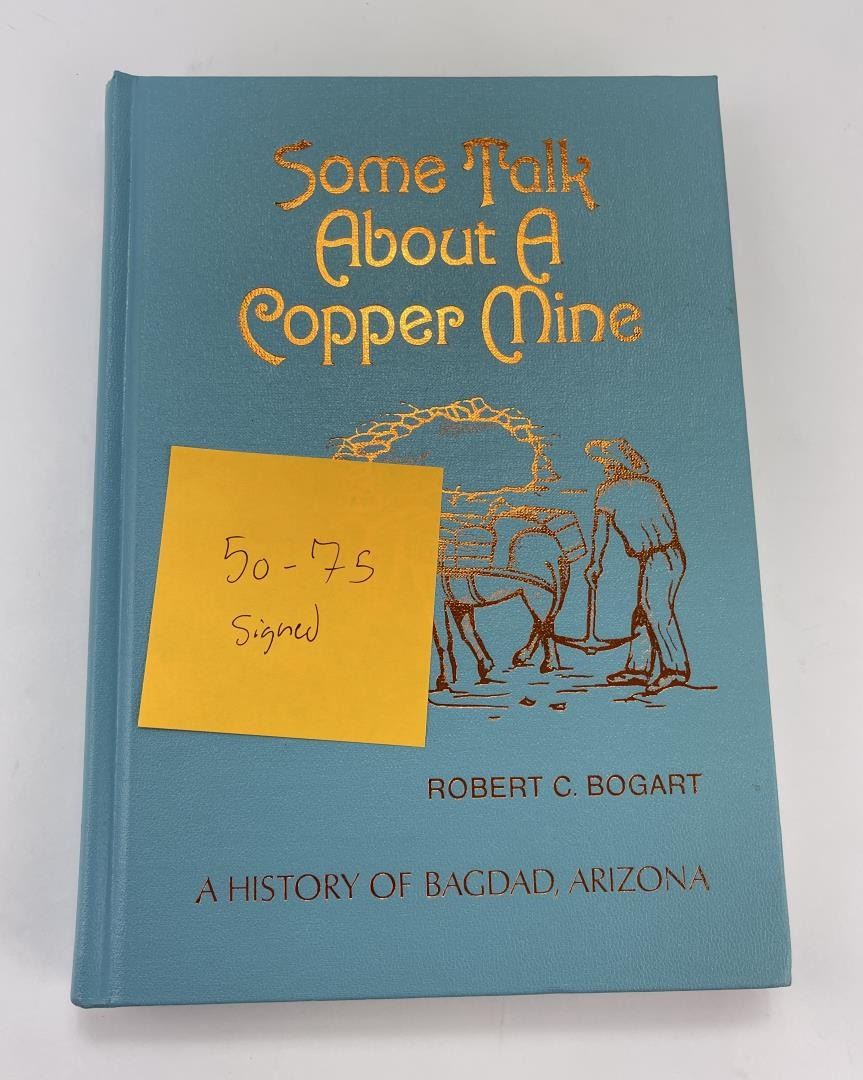 Some Talk
About A
Copper Mine
50-75
Signed
ROBERT C. BOGART
A HISTORY OF BAGDAD, ARIZONA